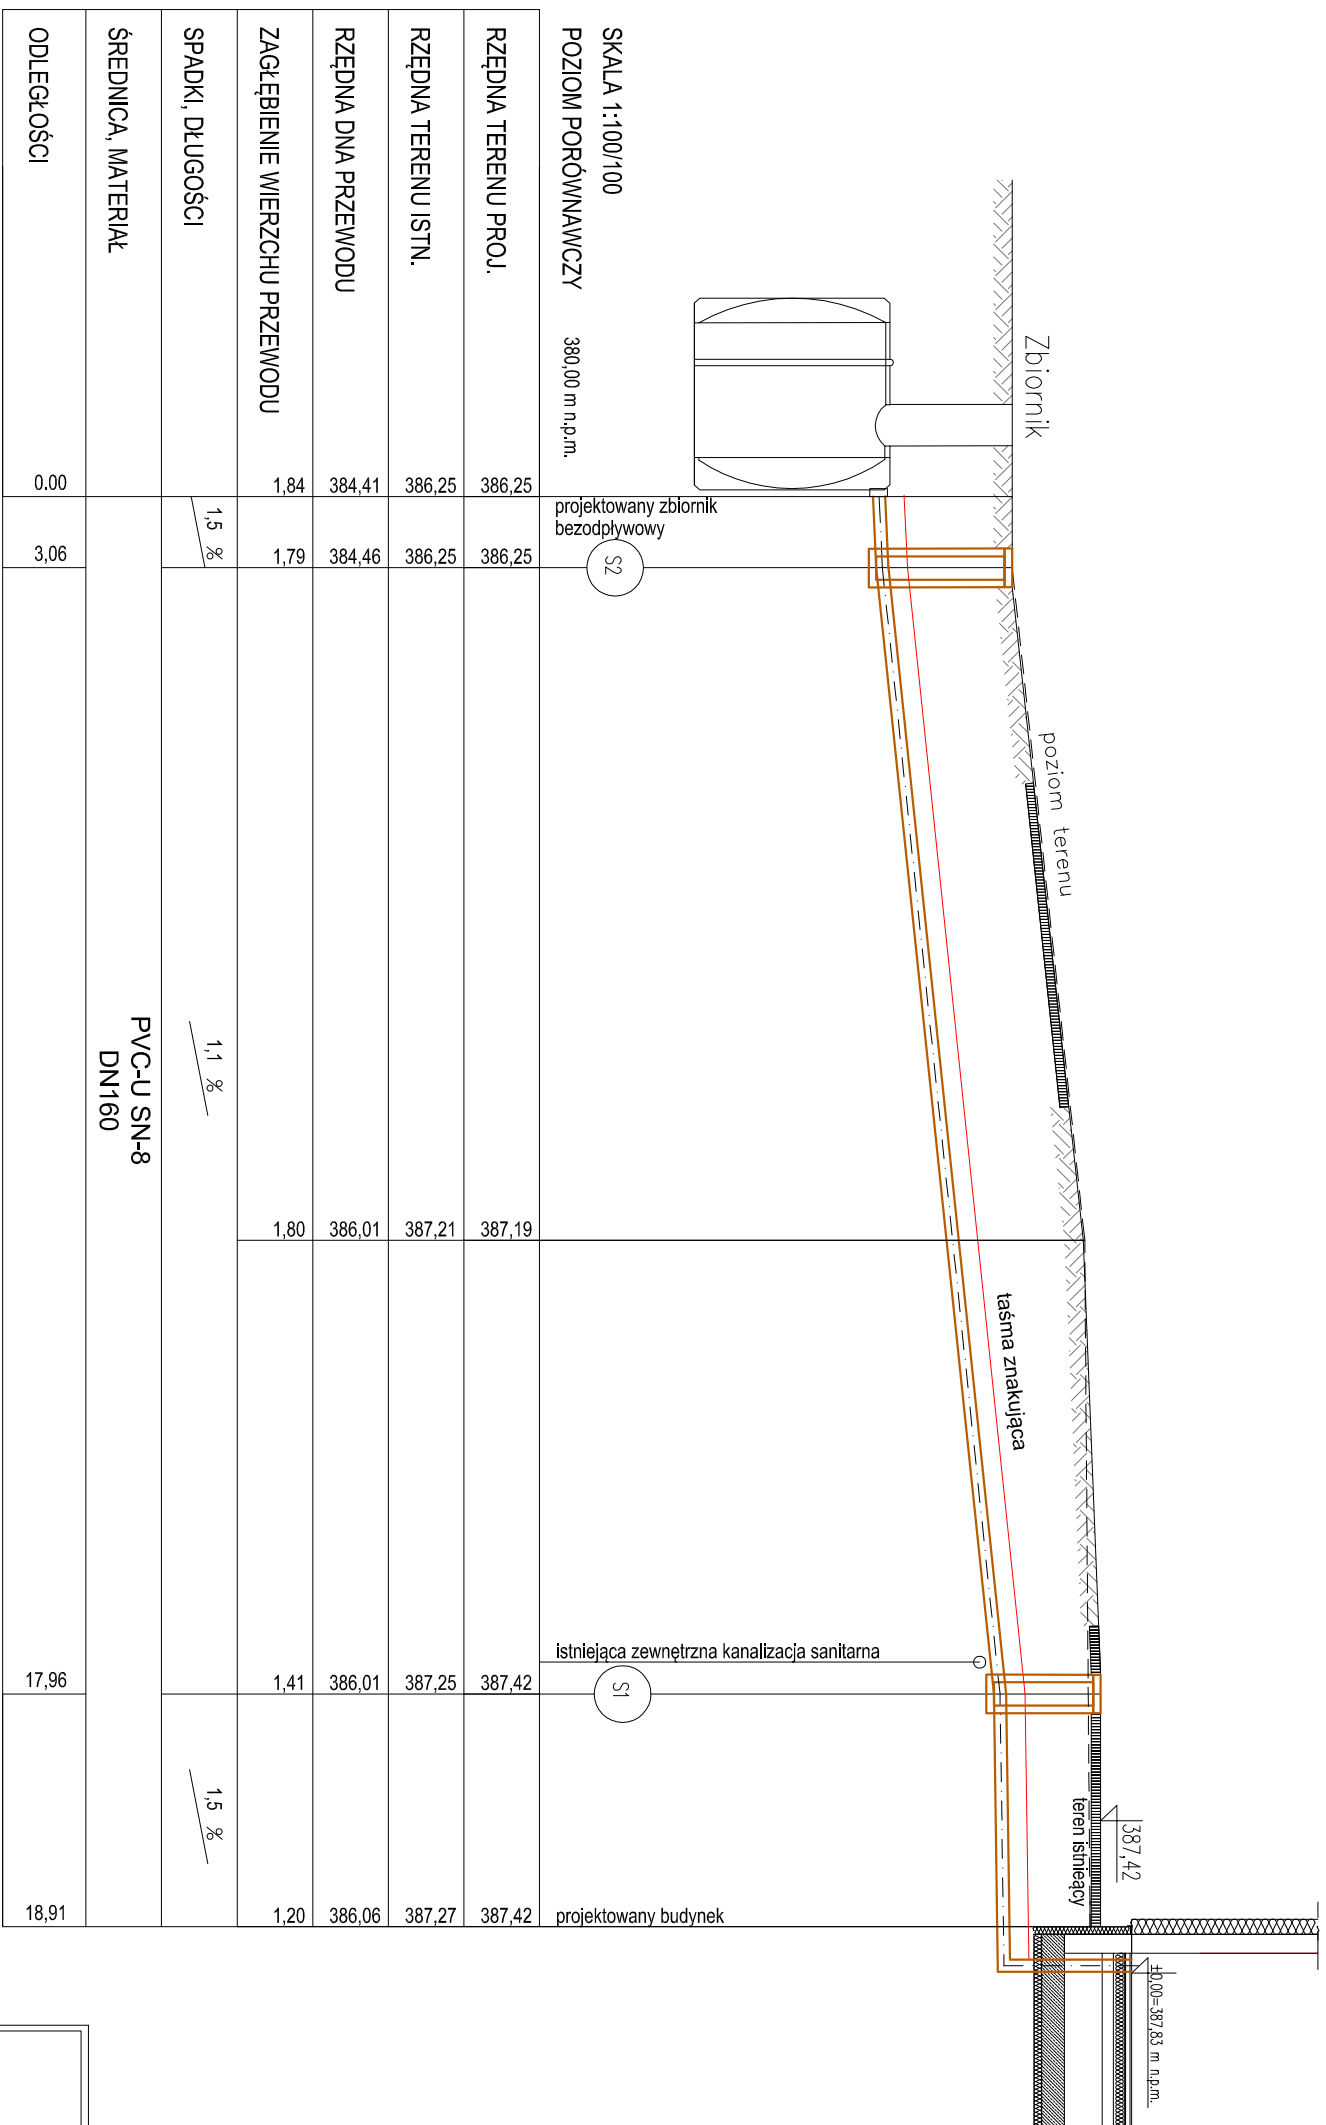 Zbiornik
poziom terenu
taśma znakująca
387,42
teren istnieący
±0,00=387,83 m n.p.m.
SKALA 1:100/100
POZIOM PORÓWNAWCZY 380,00 m n.p.m.
projektowany zbiornik
bezodpływowy
S2
istniejąca zewnętrzna kanalizacja sanitarna
S1
projektowany budynek
RZĘDNA TERENU PROJ. 386,25 386,25 387,19 387,42 387,42
RZĘDNA TERENU ISTN. 386,25 386,25 387,21 387,25 387,27
RZĘDNA DNA PRZEWODU 384,41 384,46 386,01 386,01 386,06
ZAGŁĘBIENIE WIERZCHU PRZEWODU 1,84 1,79 1,80 1,41 1,20
SPADKI, DŁUGOŚCI 1,5 % 1,1 % 1,5 %
ŚREDNICA, MATERIAŁ PVC-U SN-8
DN160
ODLEGŁOŚCI 0.00 3,06 17,96 18,91